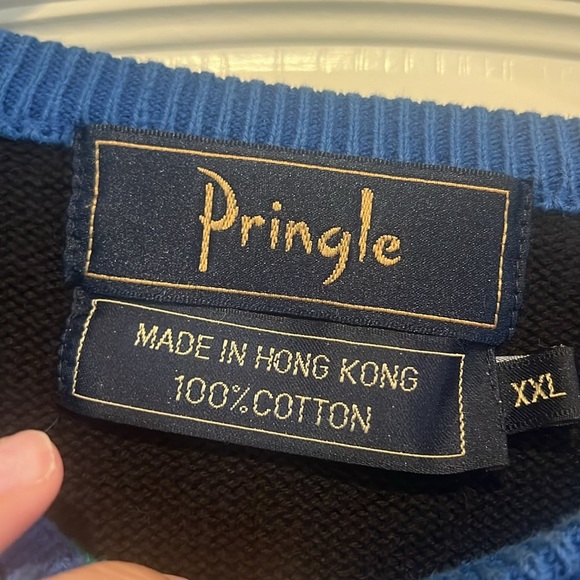 Pringle
MADE IN HONG KONG
100% COTTON
XXL